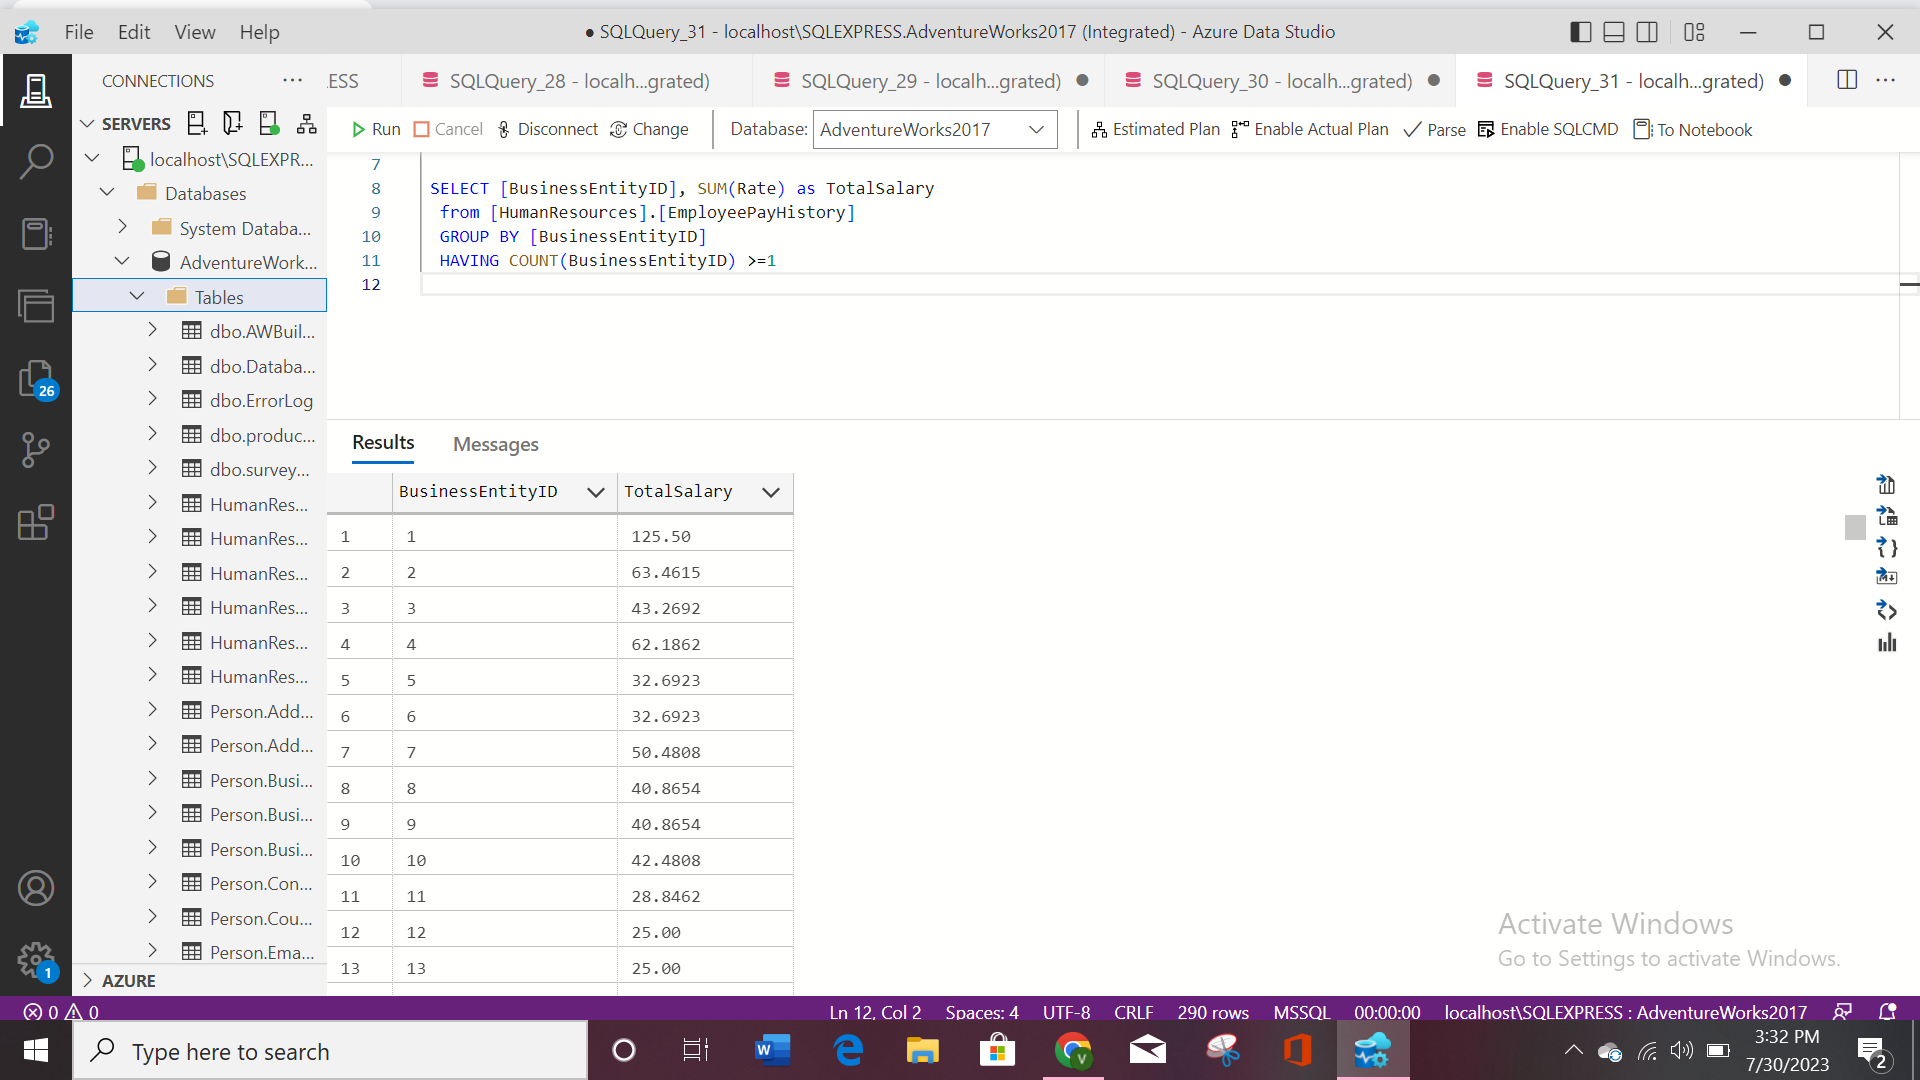 File Edit View Help
● SQLQuery_31 - localhost\SQLEXPRESS.AdventureWorks2017 (Integrated) - Azure Data Studio
CONNECTIONS ...
.ESS
SQLQuery_28 - localh...grated)
SQLQuery_29 - localh...grated)
SQLQuery_30 - localh...grated)
SQLQuery_31 - localh...grated)
SERVERS
Run Cancel Disconnect Change Database: AdventureWorks2017 Estimated Plan Enable Actual Plan Parse Enable SQLCMD To Notebook
localhost\SQLEXPR...
Databases
System Databa...
AdventureWork...
Tables
dbo.AWBuil...
dbo.Databa...
dbo.ErrorLog
dbo.produc...
dbo.survey...
HumanRes...
HumanRes...
HumanRes...
HumanRes...
HumanRes...
HumanRes...
Person.Add...
Person.Add...
Person.Busi...
Person.Busi...
Person.Busi...
Person.Con...
Person.Cou...
Person.Ema...
AZURE
26
1
7
8 SELECT [BusinessEntityID], SUM(Rate) as TotalSalary
9 from [HumanResources].[EmployeePayHistory]
10 GROUP BY [BusinessEntityID]
11 HAVING COUNT(BusinessEntityID) >=1
12
Results Messages
BusinessEntityID TotalSalary
1 1 125.50
2 2 63.4615
3 3 43.2692
4 4 62.1862
5 5 32.6923
6 6 32.6923
7 7 50.4808
8 8 40.8654
9 9 40.8654
10 10 42.4808
11 11 28.8462
12 12 25.00
13 13 25.00
Activate Windows
Go to Settings to activate Windows.
0 0 Ln 12, Col 2 Spaces: 4 UTF-8 CRLF 290 rows MSSQL 00:00:00 localhost\SQLEXPRESS : AdventureWorks2017
Type here to search
3:32 PM
7/30/2023
2